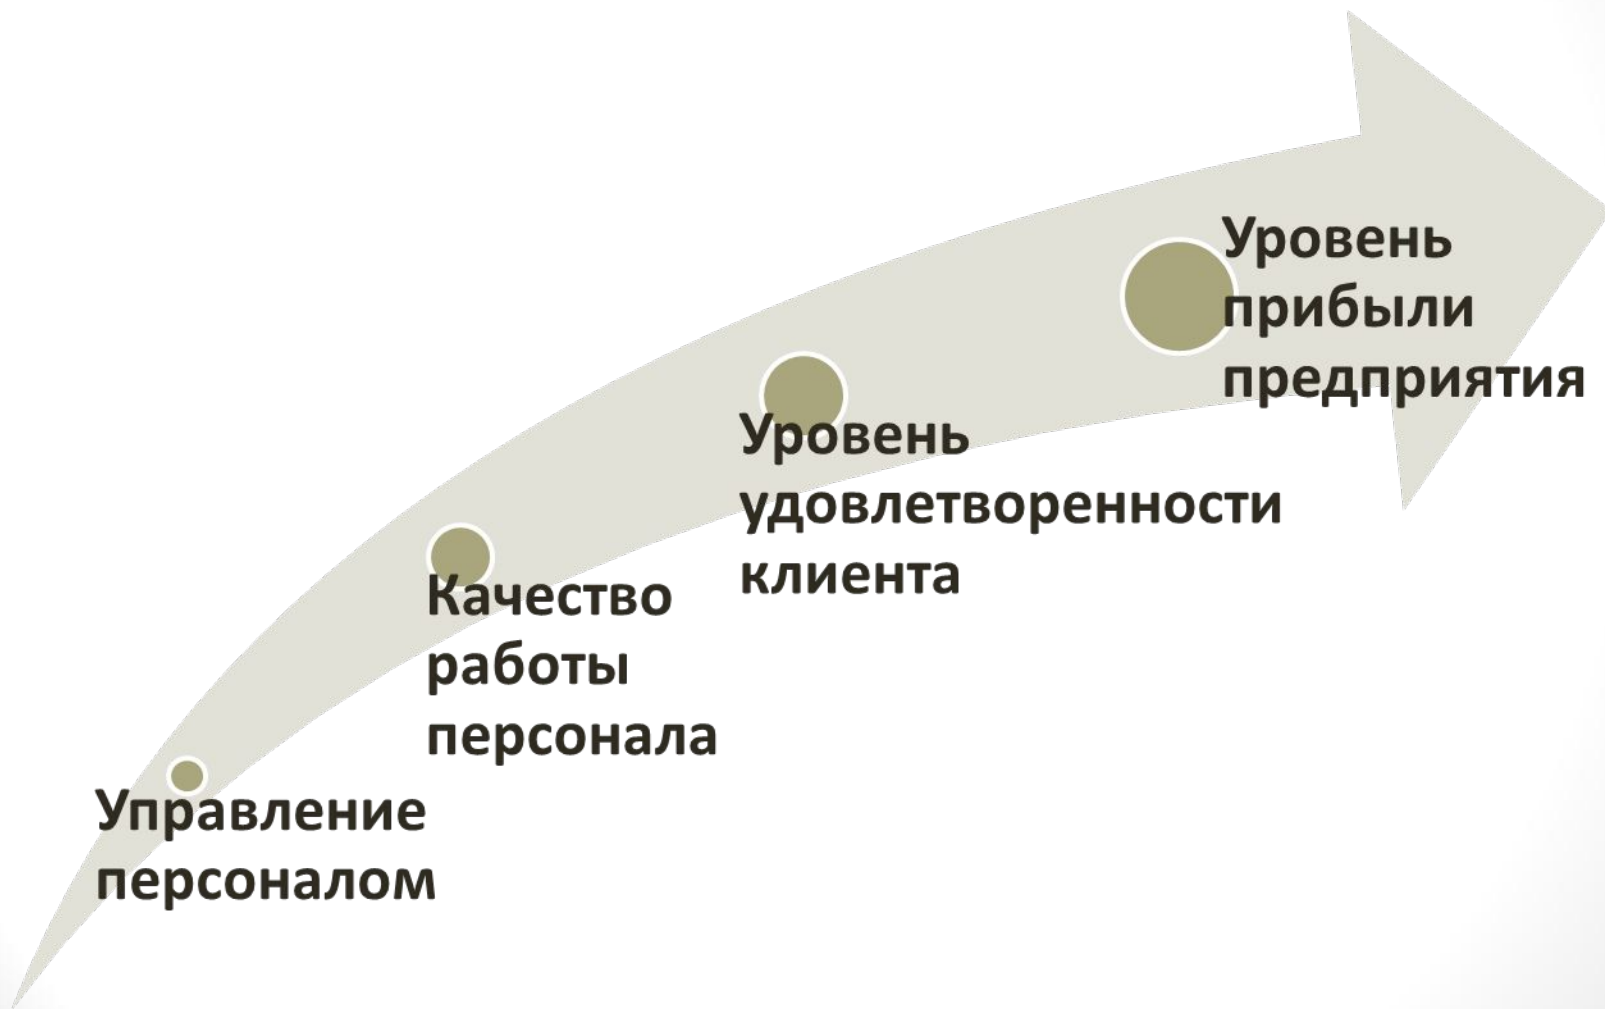 Управление
персоналом
Качество
работы
персонала
Уровень
удовлетворенности
клиента
Уровень
прибыли
предприятия